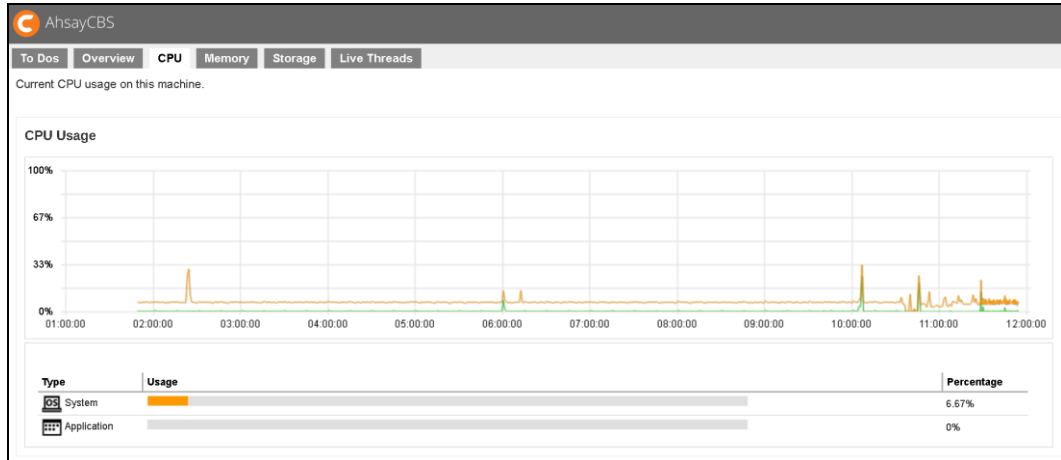 AhsayCBS
To Dos Overview CPU Memory Storage Live Threads
Current CPU usage on this machine.
CPU Usage
100%
67%
33%
0%
01:00:00 02:00:00 03:00:00 04:00:00 05:00:00 06:00:00 07:00:00 08:00:00 09:00:00 10:00:00 11:00:00 12:00:00
Type Usage Percentage
OS System 6.67%
Application 0%